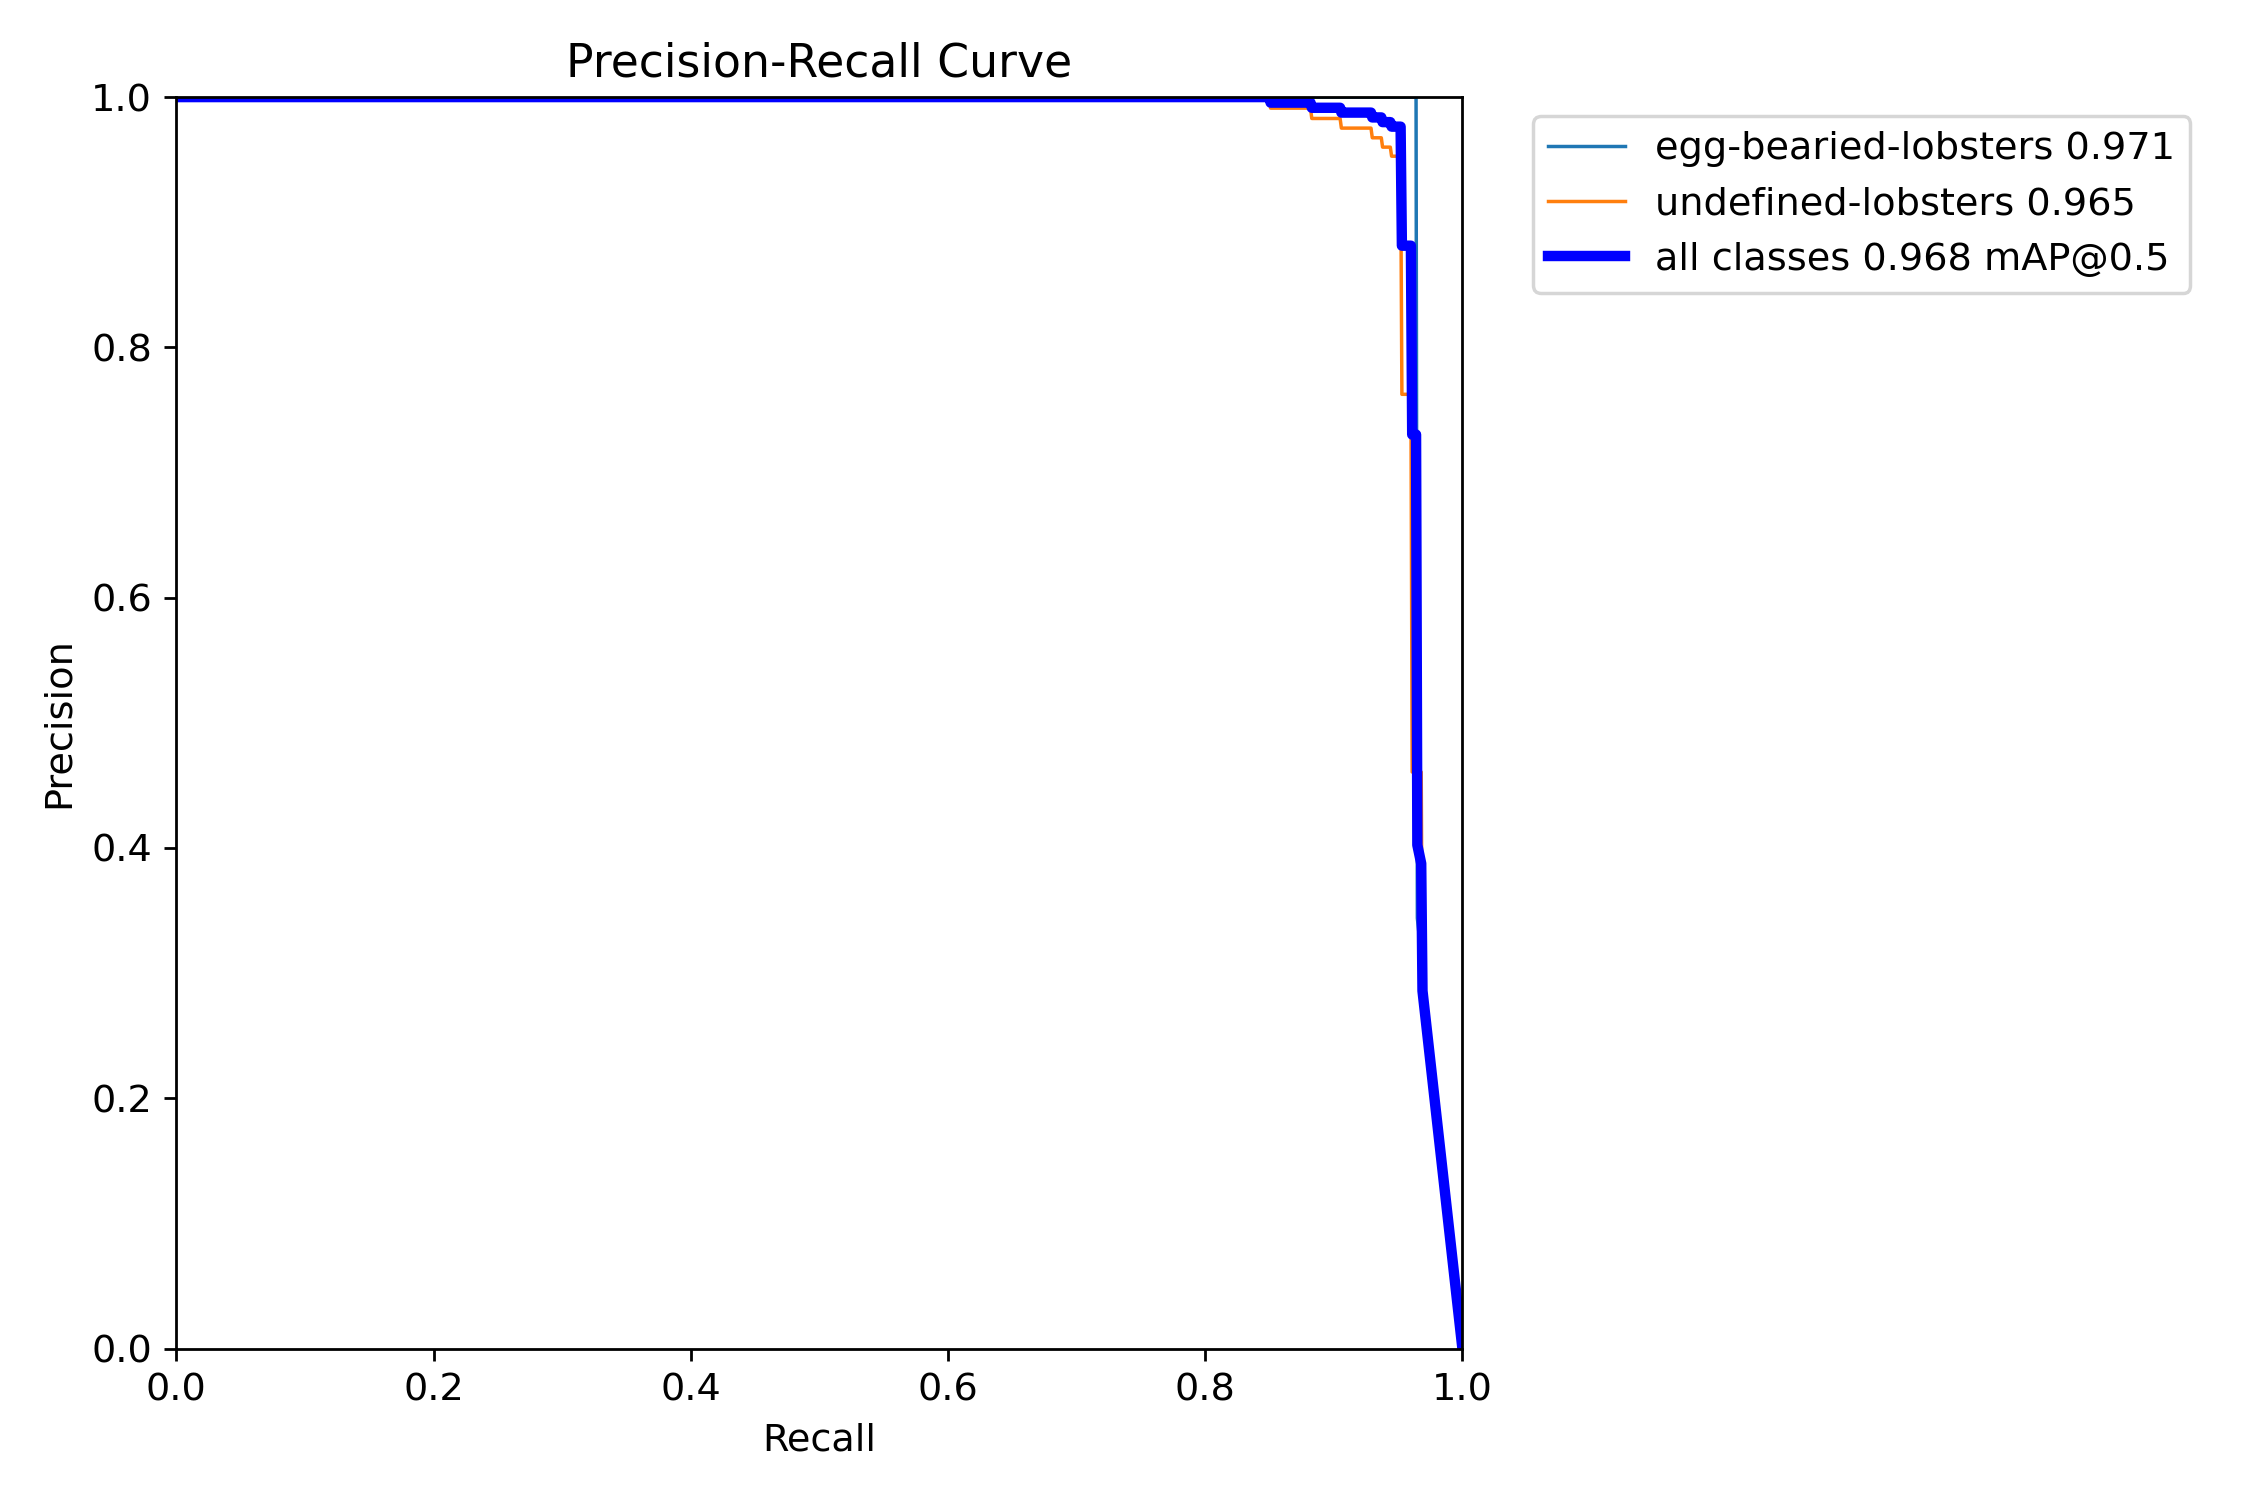 Precision-Recall Curve
1.0
0.8
0.6
0.4
0.2
0.0
Precision
0.0 0.2 0.4 0.6 0.8 1.0
Recall
egg-bearied-lobsters 0.971
undefined-lobsters 0.965
all classes 0.968 mAP@0.5